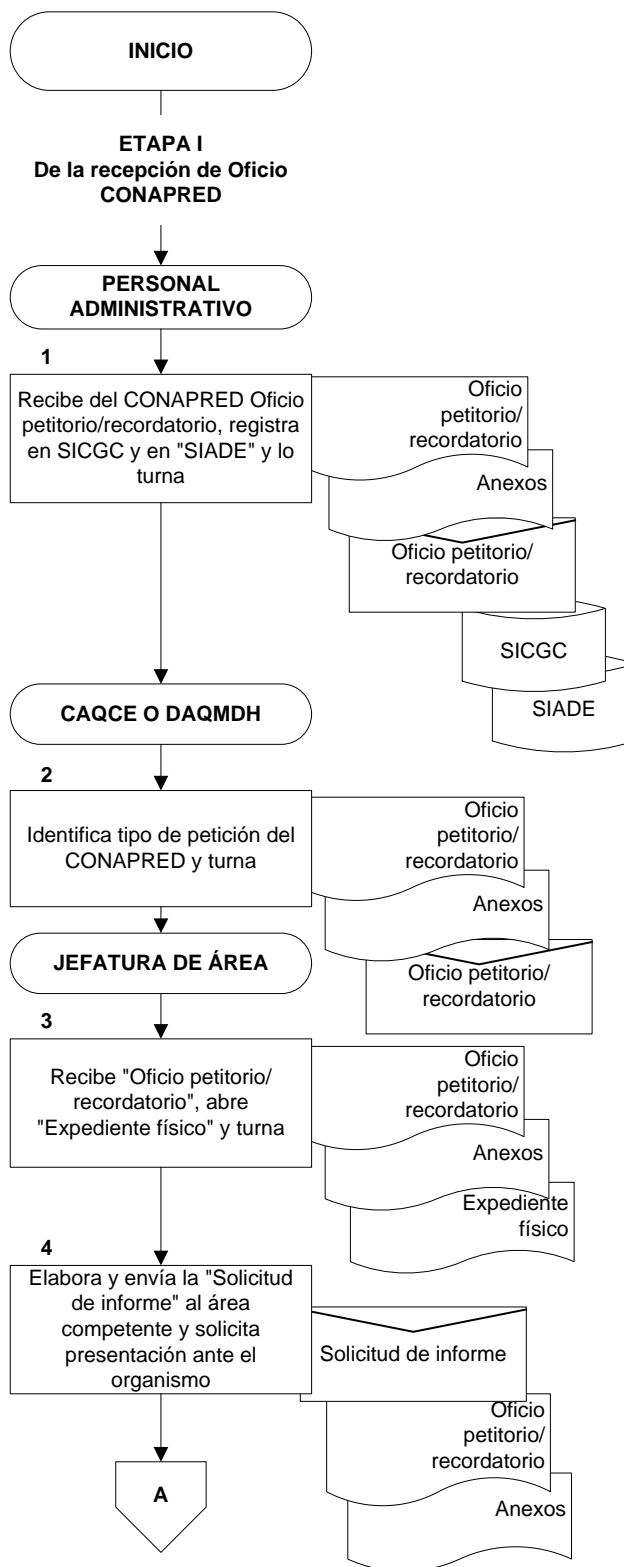 INICIO
ETAPA I
De la recepción de Oficio
CONAPRED
PERSONAL
ADMINISTRATIVO
1
Recibe del CONAPRED Oficio
petitorio/recordatorio, registra
en SICGC y en "SIADE" y lo
turna
Oficio
petitorio/
recordatorio
Anexos
Oficio petitorio/
recordatorio
SICGC
SIADE
CAQCE O DAQMDH
2
Identifica tipo de petición del
CONAPRED y turna
Oficio
petitorio/
recordatorio
Anexos
Oficio petitorio/
recordatorio
JEFATURA DE ÁREA
3
Recibe "Oficio petitorio/
recordatorio", abre
"Expediente físico" y turna
Oficio
petitorio/
recordatorio
Anexos
Expediente
físico
4
Elabora y envía la "Solicitud
de informe" al área
competente y solicita
presentación ante el
organismo
Solicitud de informe
Oficio
petitorio/
recordatorio
Anexos
A